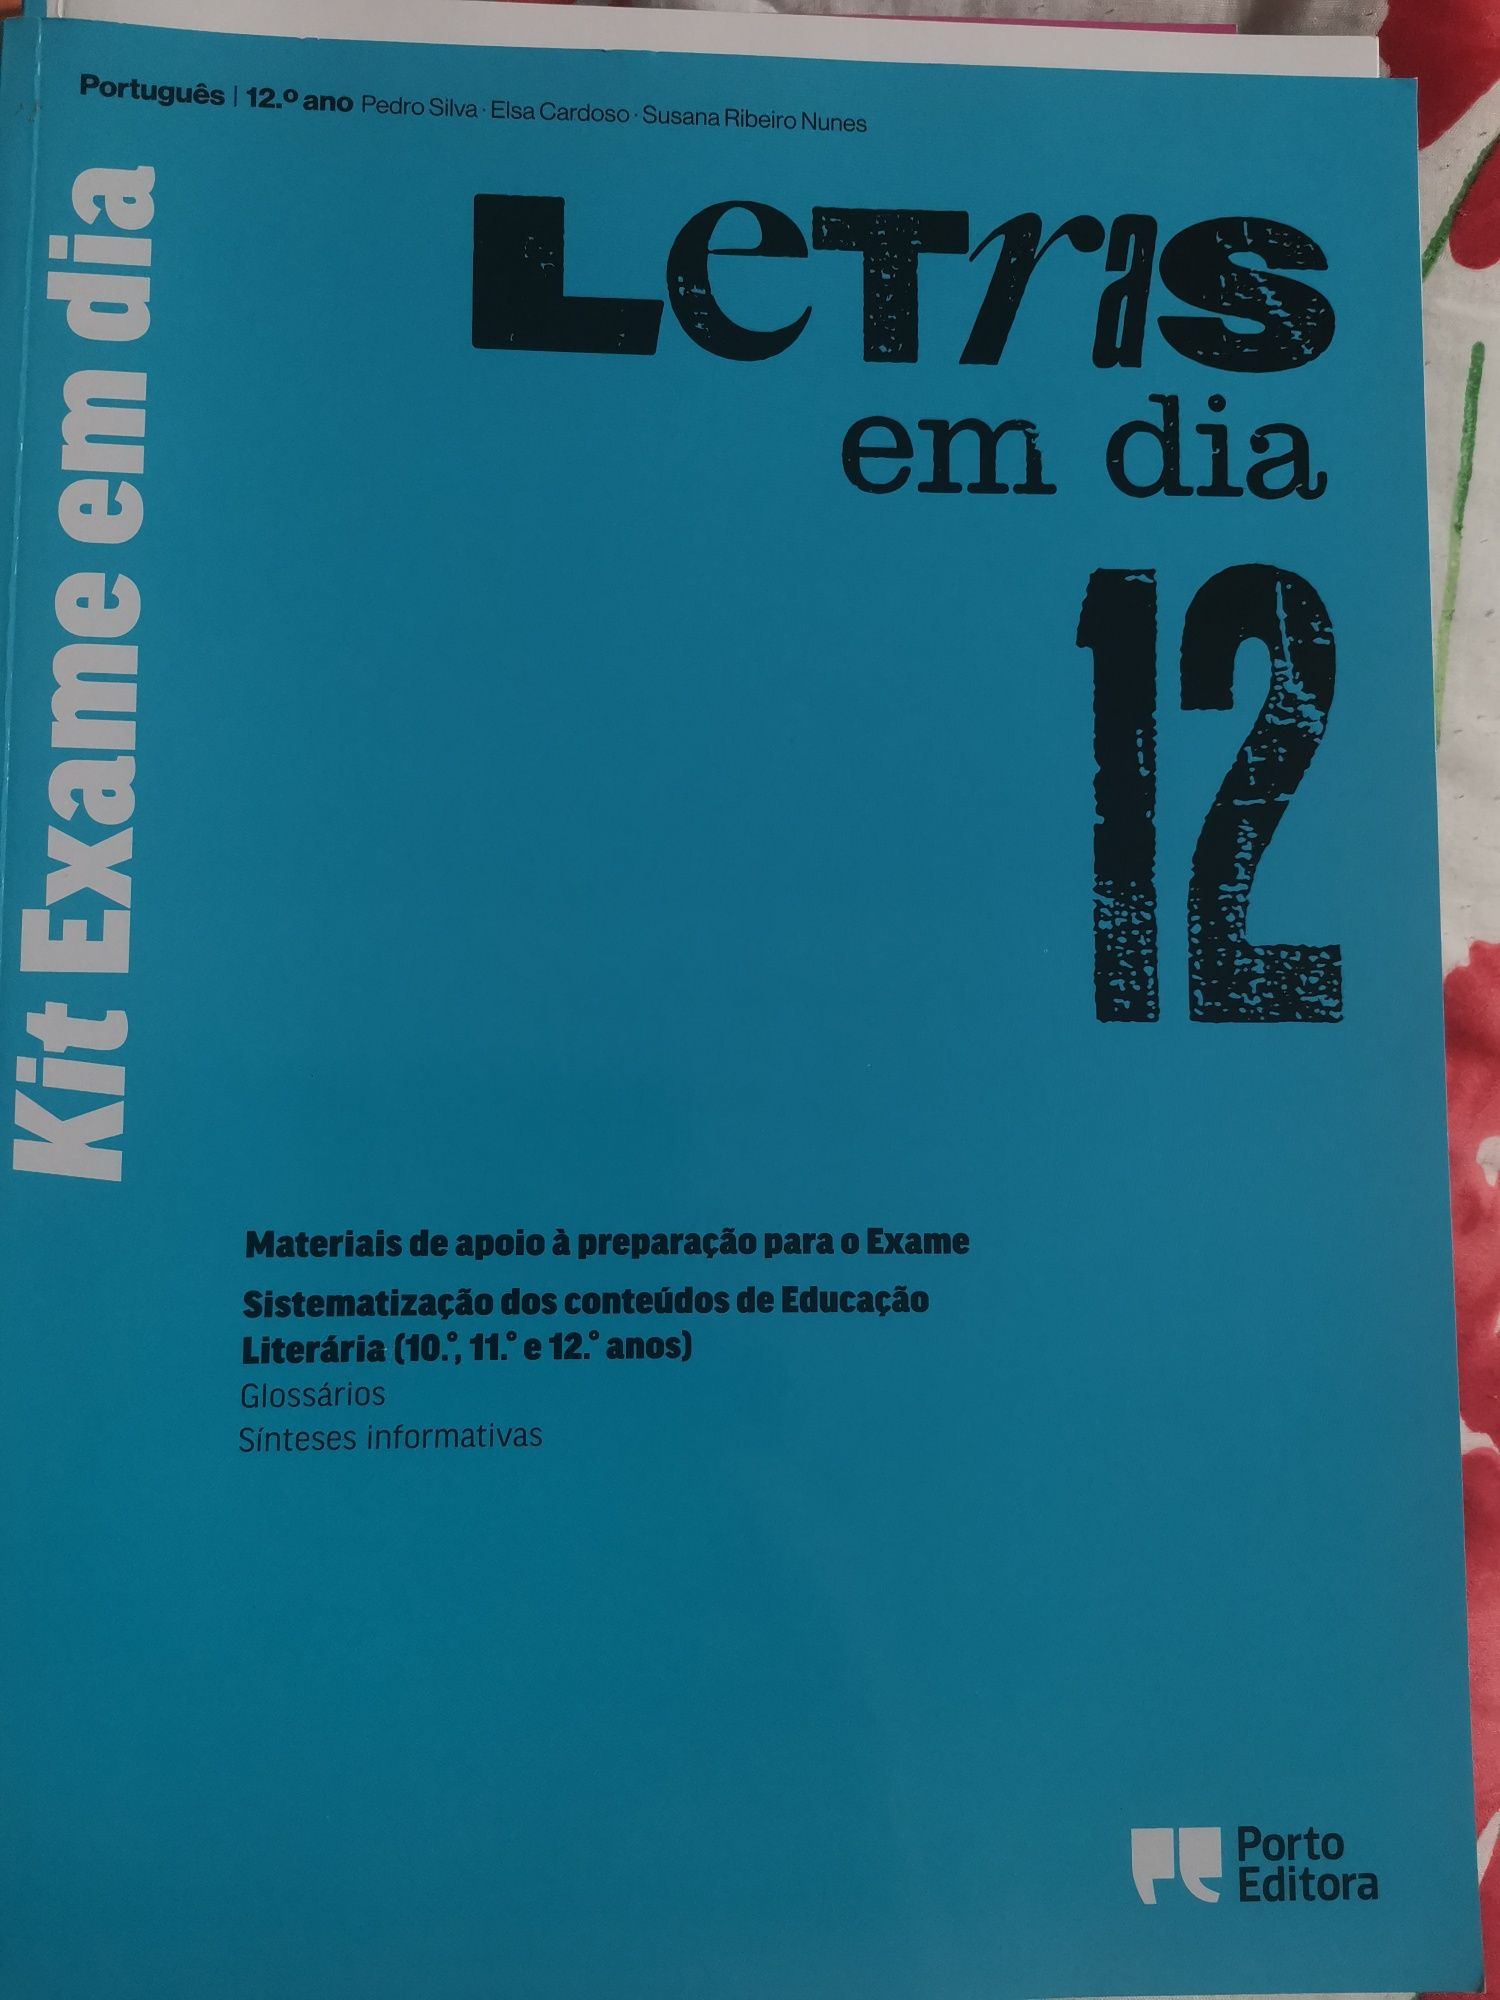 Português | 12.º ano Pedro Silva · Elsa Cardoso · Susana Ribeiro Nunes
Kit Exame em dia
Letras
em dia
12
Materiais de apoio à preparação para o Exame
Sistematização dos conteúdos de Educação
Literária (10.º, 11.º e 12.º anos)
Glossários
Sínteses informativas
Porto
Editora